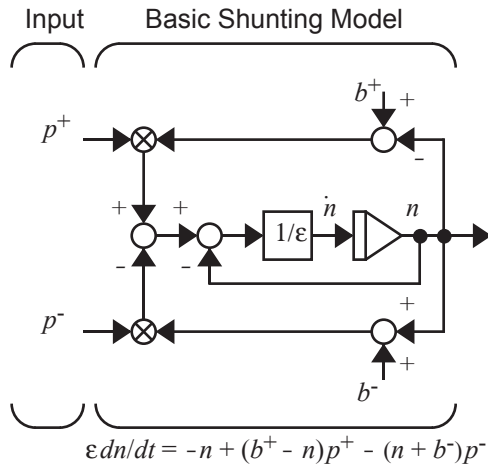 Input Basic Shunting Model
b⁺ +
p⁺
-
+ + ṅ n
1/ε
- -
+
p⁻
+
b⁻
ε dn/dt = -n + (b⁺ - n)p⁺ - (n + b⁻)p⁻